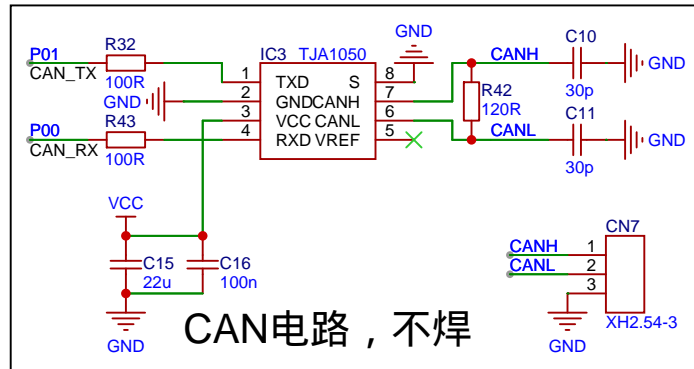 P01
CAN_TX
R32
100R
IC3 TJA1050
GND
CANH
C10
30p
GND
1 TXD S 8
GND
2 GND CANH 7
3 VCC CANL 6
4 RXD VREF 5
R42
120R
P00
CAN_RX
R43
100R
CANL
C11
30p
GND
VCC
C15
22u
C16
100n
GND
CANH
CANL
CN7
1
2
3
XH2.54-3
GND
CAN电路，不焊